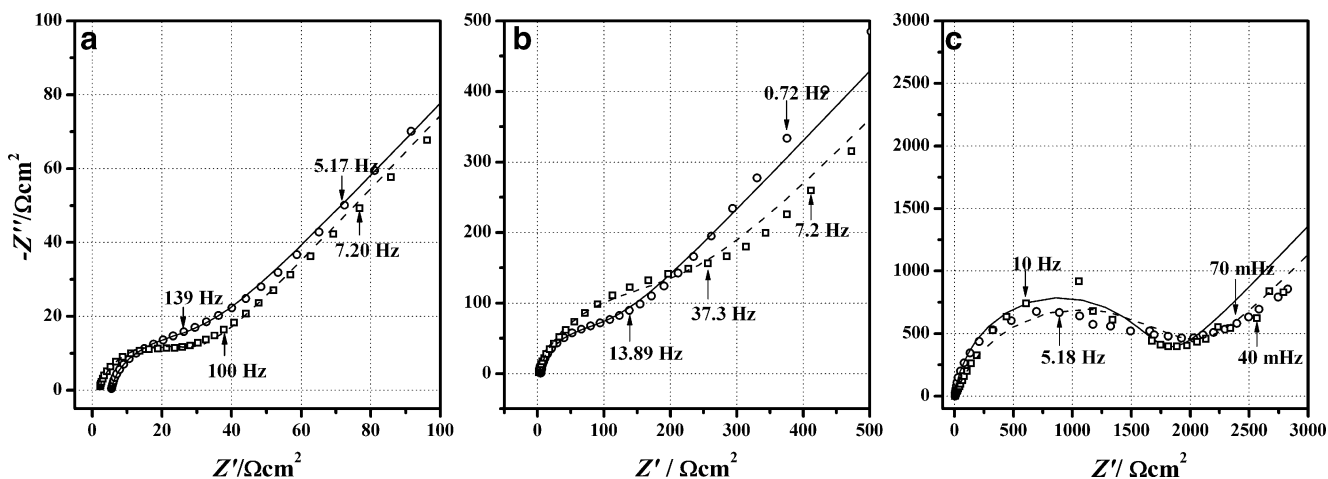 a
100
80
60
40
20
0
-Z''/Ωcm²
139 Hz
5.17 Hz
7.20 Hz
100 Hz
0 20 40 60 80 100
Z'/Ωcm²
b
500
400
300
200
100
0
0.72 Hz
7.2 Hz
37.3 Hz
13.89 Hz
0 100 200 300 400 500
Z' / Ωcm²
c
3000
2500
2000
1750
1500
1000
500
0
10 Hz
70 mHz
5.18 Hz
40 mHz
0 500 1000 1500 2000 2500 3000
Z' / Ωcm²